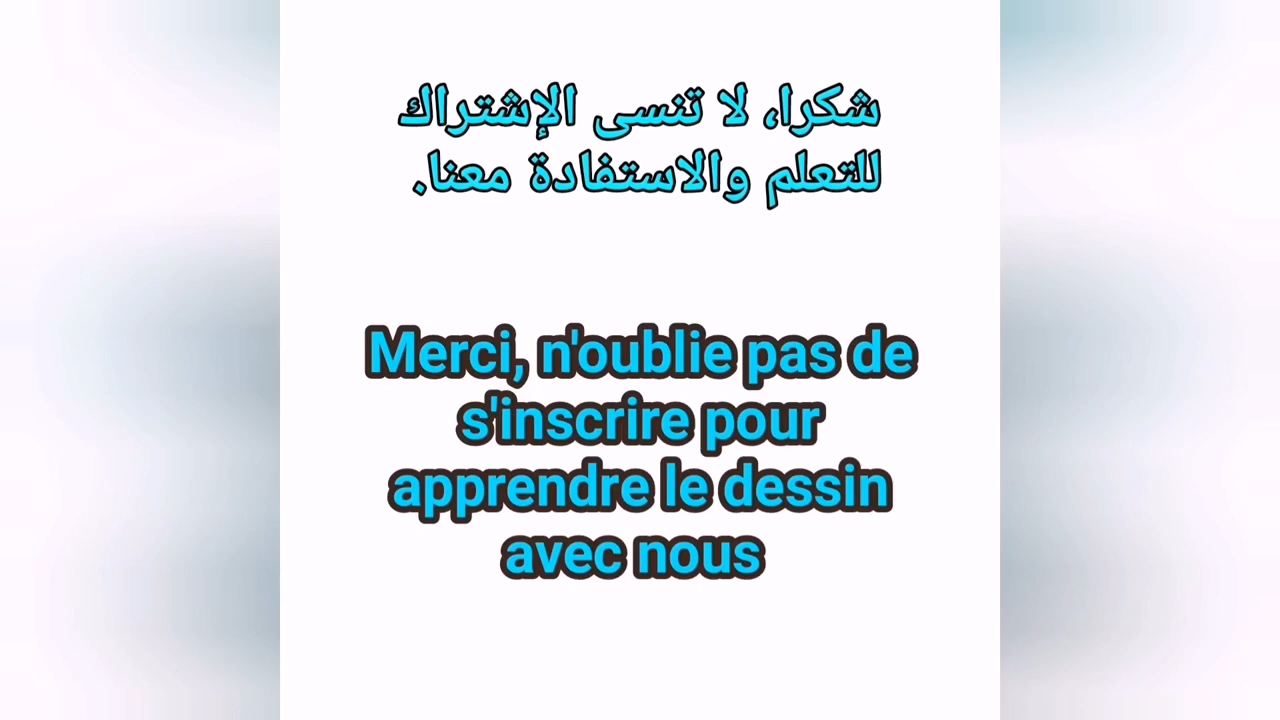 شكرا، لا تنسى الإشتراك
للتعلم والاستفادة معنا.
Merci, n'oublie pas de
s'inscrire pour
apprendre le dessin
avec nous